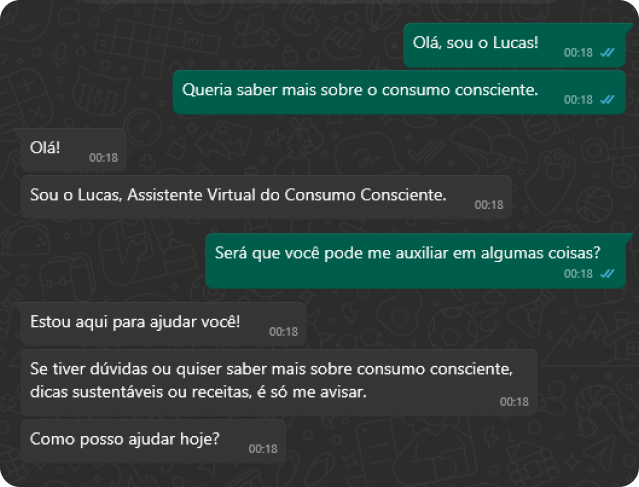 Olá, sou o Lucas!
00:18
Queria saber mais sobre o consumo consciente.
00:18
Olá!
00:18
Sou o Lucas, Assistente Virtual do Consumo Consciente.
00:18
Será que você pode me auxiliar em algumas coisas?
00:18
Estou aqui para ajudar você!
00:18
Se tiver dúvidas ou quiser saber mais sobre consumo consciente,
dicas sustentáveis ou receitas, é só me avisar.
00:18
Como posso ajudar hoje?
00:18